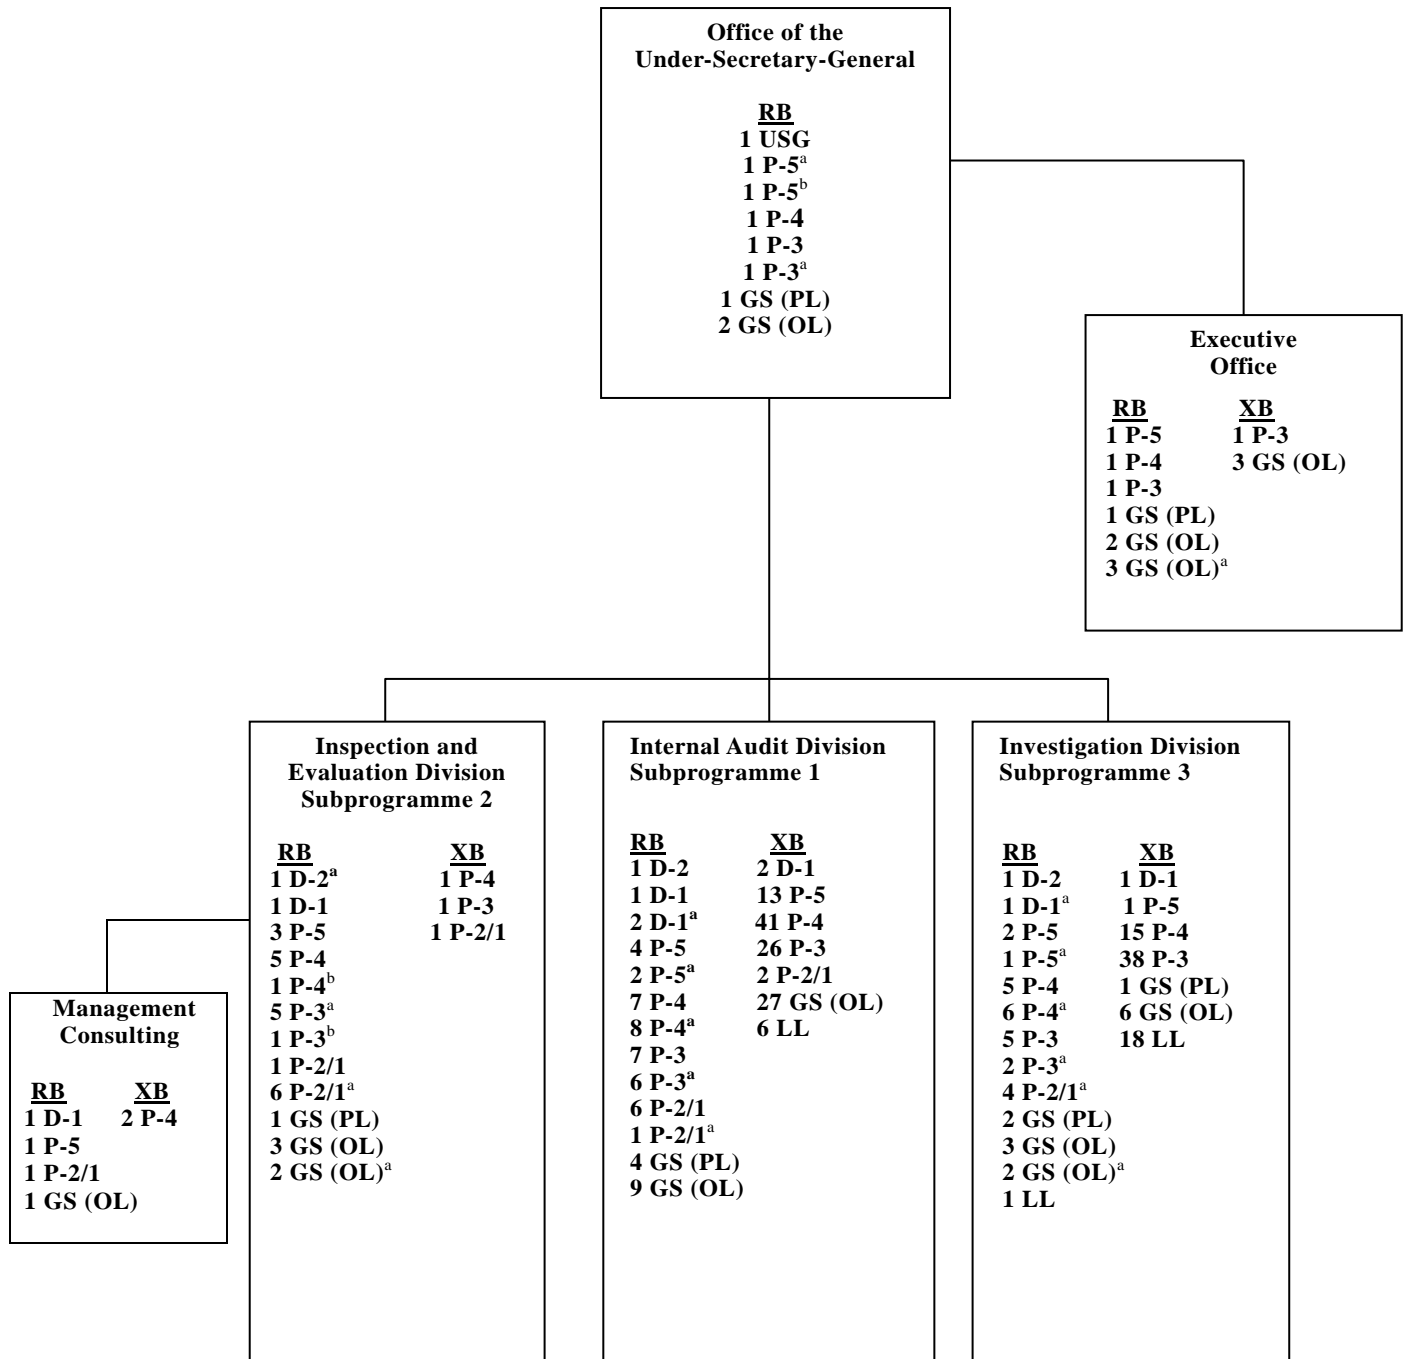 Office of the
Under-Secretary-General
RB
1 USG
1 P-5ᵃ
1 P-5ᵇ
1 P-4
1 P-3
1 P-3ᵃ
1 GS (PL)
2 GS (OL)
Executive
Office
RB XB
1 P-5 1 P-3
1 P-4 3 GS (OL)
1 P-3
1 GS (PL)
2 GS (OL)
3 GS (OL)ᵃ
Management
Consulting
RB XB
1 D-1 2 P-4
1 P-5
1 P-2/1
1 GS (OL)
Inspection and
Evaluation Division
Subprogramme 2
RB XB
1 D-2ᵃ 1 P-4
1 D-1 1 P-3
3 P-5 1 P-2/1
5 P-4
1 P-4ᵇ
5 P-3ᵃ
1 P-3ᵇ
1 P-2/1
6 P-2/1ᵃ
1 GS (PL)
3 GS (OL)
2 GS (OL)ᵃ
Internal Audit Division
Subprogramme 1
RB XB
1 D-2 2 D-1
1 D-1 13 P-5
2 D-1ᵃ 41 P-4
4 P-5 26 P-3
2 P-5ᵃ 2 P-2/1
7 P-4 27 GS (OL)
8 P-4ᵃ 6 LL
7 P-3
6 P-3ᵃ
6 P-2/1
1 P-2/1ᵃ
4 GS (PL)
9 GS (OL)
Investigation Division
Subprogramme 3
RB XB
1 D-2 1 D-1
1 D-1ᵃ 1 P-5
2 P-5 15 P-4
1 P-5ᵃ 38 P-3
5 P-4 1 GS (PL)
6 P-4ᵃ 6 GS (OL)
5 P-3 18 LL
2 P-3ᵃ
4 P-2/1ᵃ
2 GS (PL)
3 GS (OL)
2 GS (OL)ᵃ
1 LL